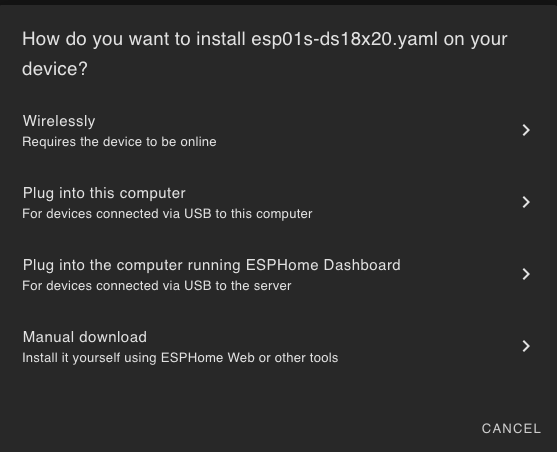 How do you want to install esp01s-ds18x20.yaml on your
device?
Wirelessly
Requires the device to be online
Plug into this computer
For devices connected via USB to this computer
Plug into the computer running ESPHome Dashboard
For devices connected via USB to the server
Manual download
Install it yourself using ESPHome Web or other tools
CANCEL